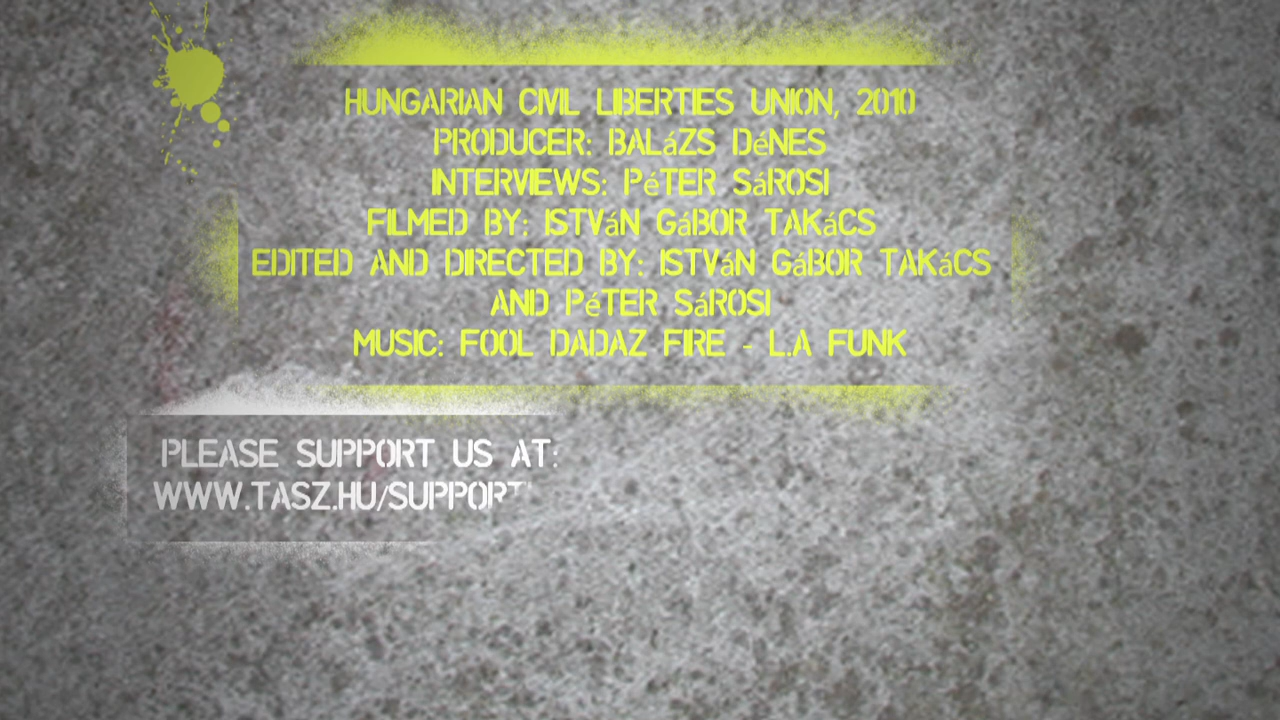 HUNGARIAN CIVIL LIBERTIES UNION, 2010
PRODUCER: BALáZS DéNES
INTERVIEWS: PéTER SáROSI
FILMED BY: ISTVáN GáBOR TAKáCS
EDITED AND DIRECTED BY: ISTVáN GáBOR TAKáCS
AND PéTER SáROSI
MUSIC: FOOL DADAZ FIRE - L.A FUNK
PLEASE SUPPORT US AT:
WWW.TASZ.HU/SUPPORT